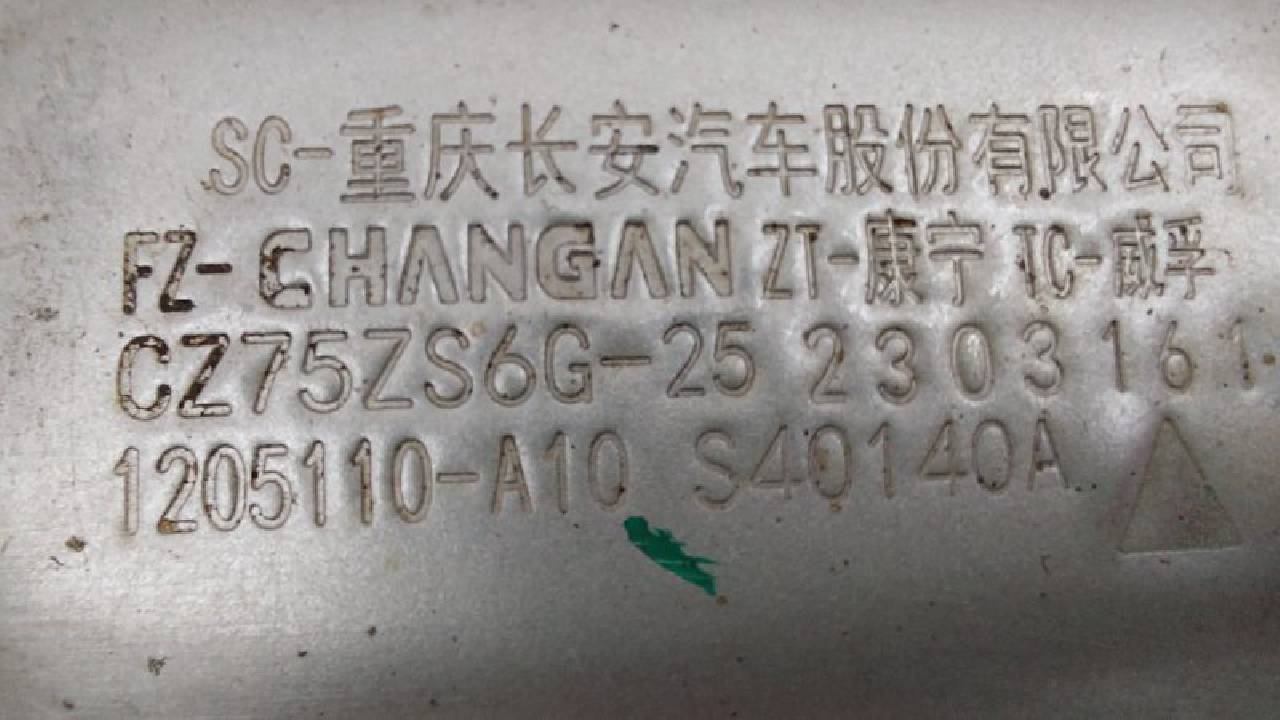 SC-重庆长安汽车股份有限公司
FZ-CHANGAN ZT-康宁 TC-威孚
CZ75ZS6G-25 2303161
1205110-A10 S40140A